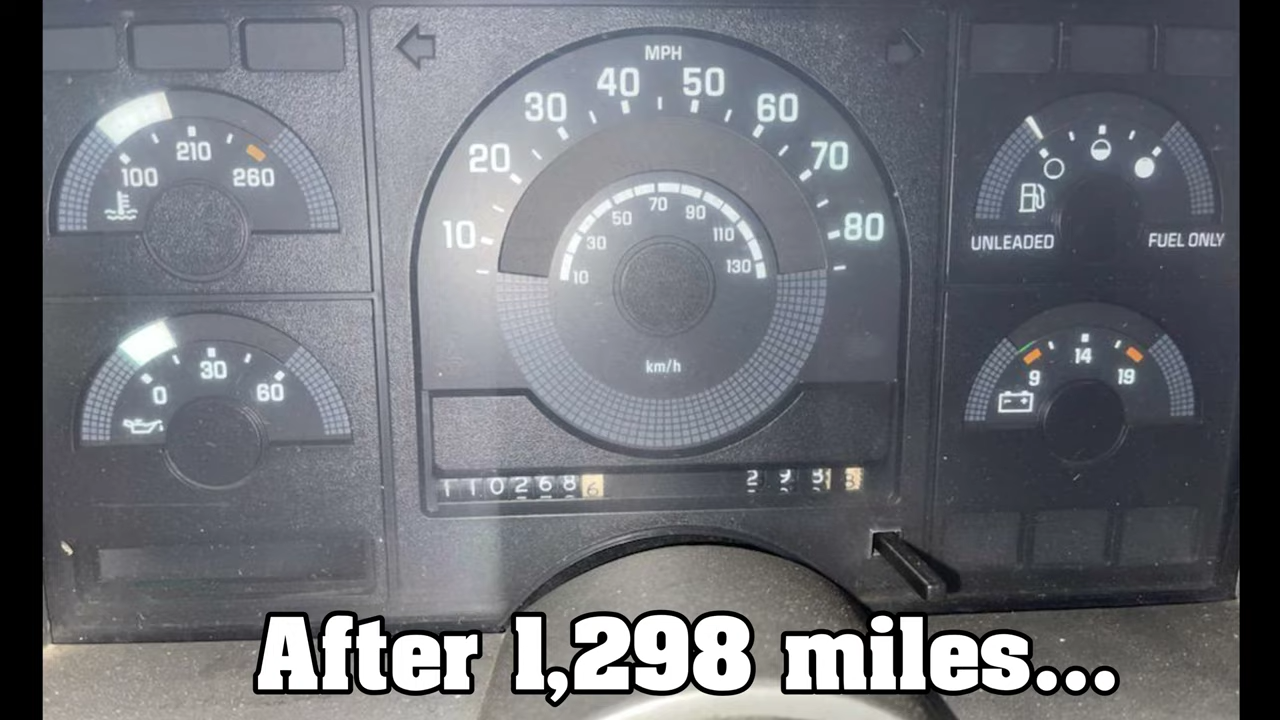 MPH
10 20 30 40 50 60 70 80
10 30 50 70 90 110 130
km/h
100 210 260
0 30 60
UNLEADED FUEL ONLY
9 14 19
1102686
After 1,298 miles...